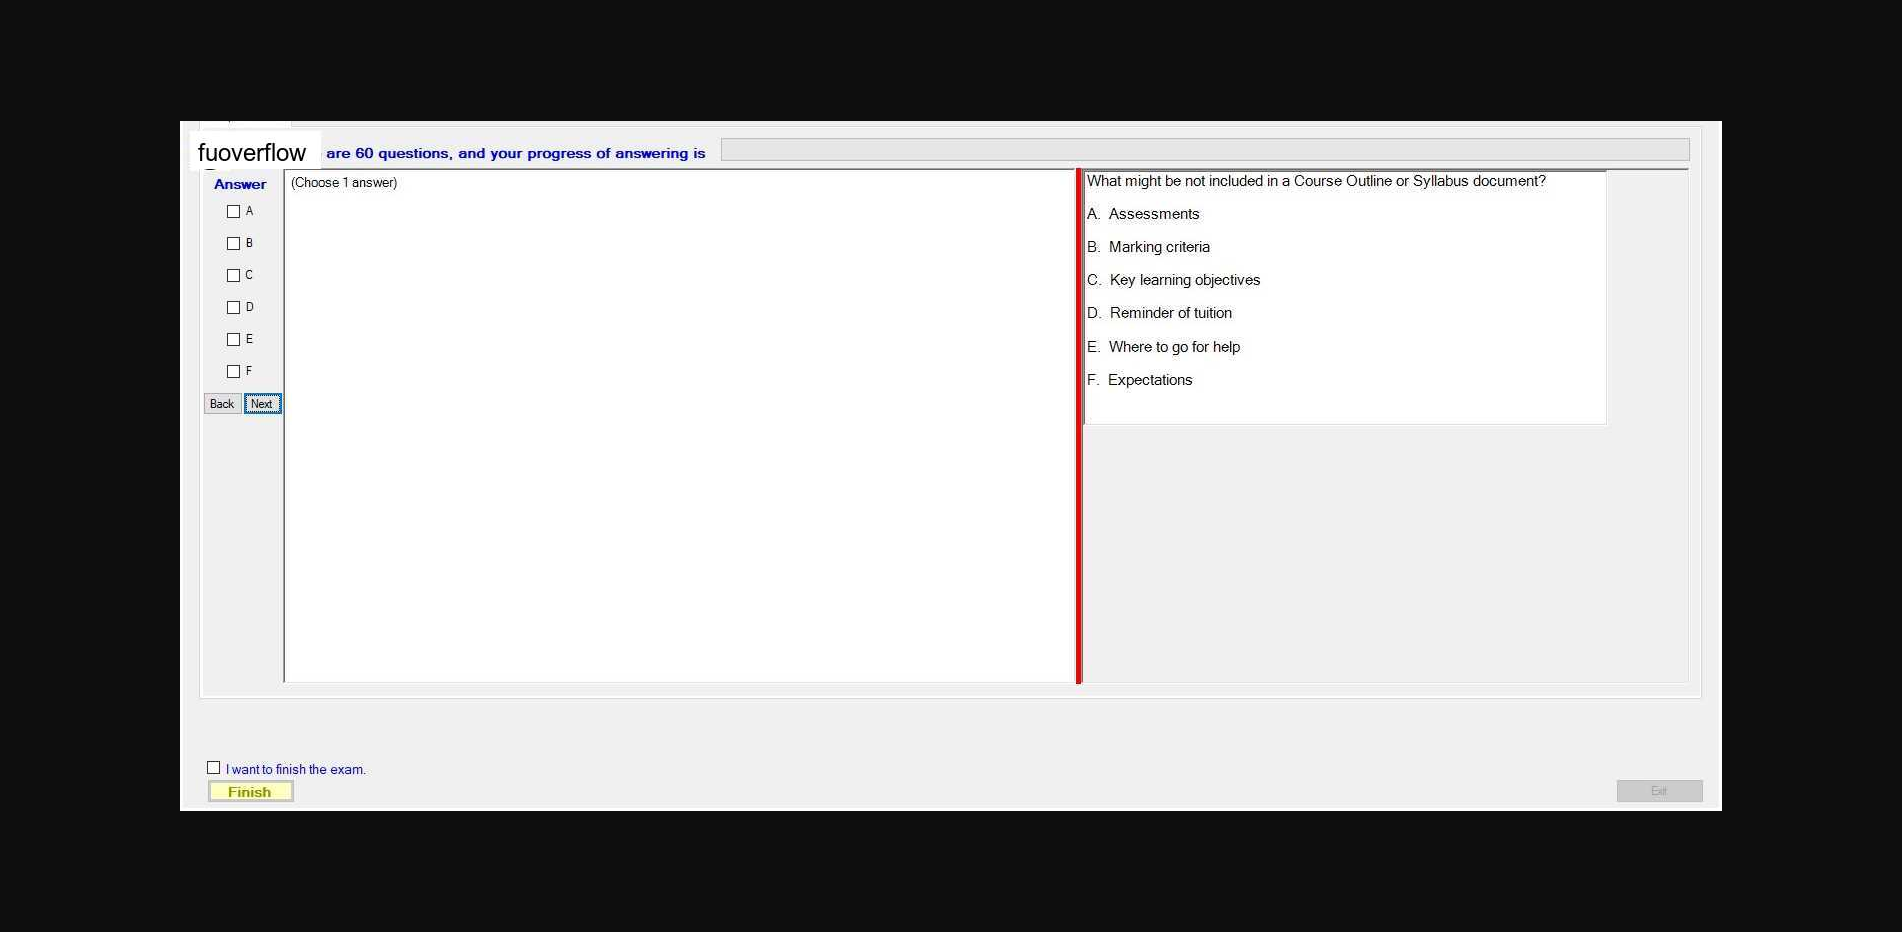 fuoverflow are 60 questions, and your progress of answering is
Answer
A
B
C
D
E
F
Back Next
(Choose 1 answer)
What might be not included in a Course Outline or Syllabus document?
A. Assessments
B. Marking criteria
C. Key learning objectives
D. Reminder of tuition
E. Where to go for help
F. Expectations
I want to finish the exam.
Finish
Exit